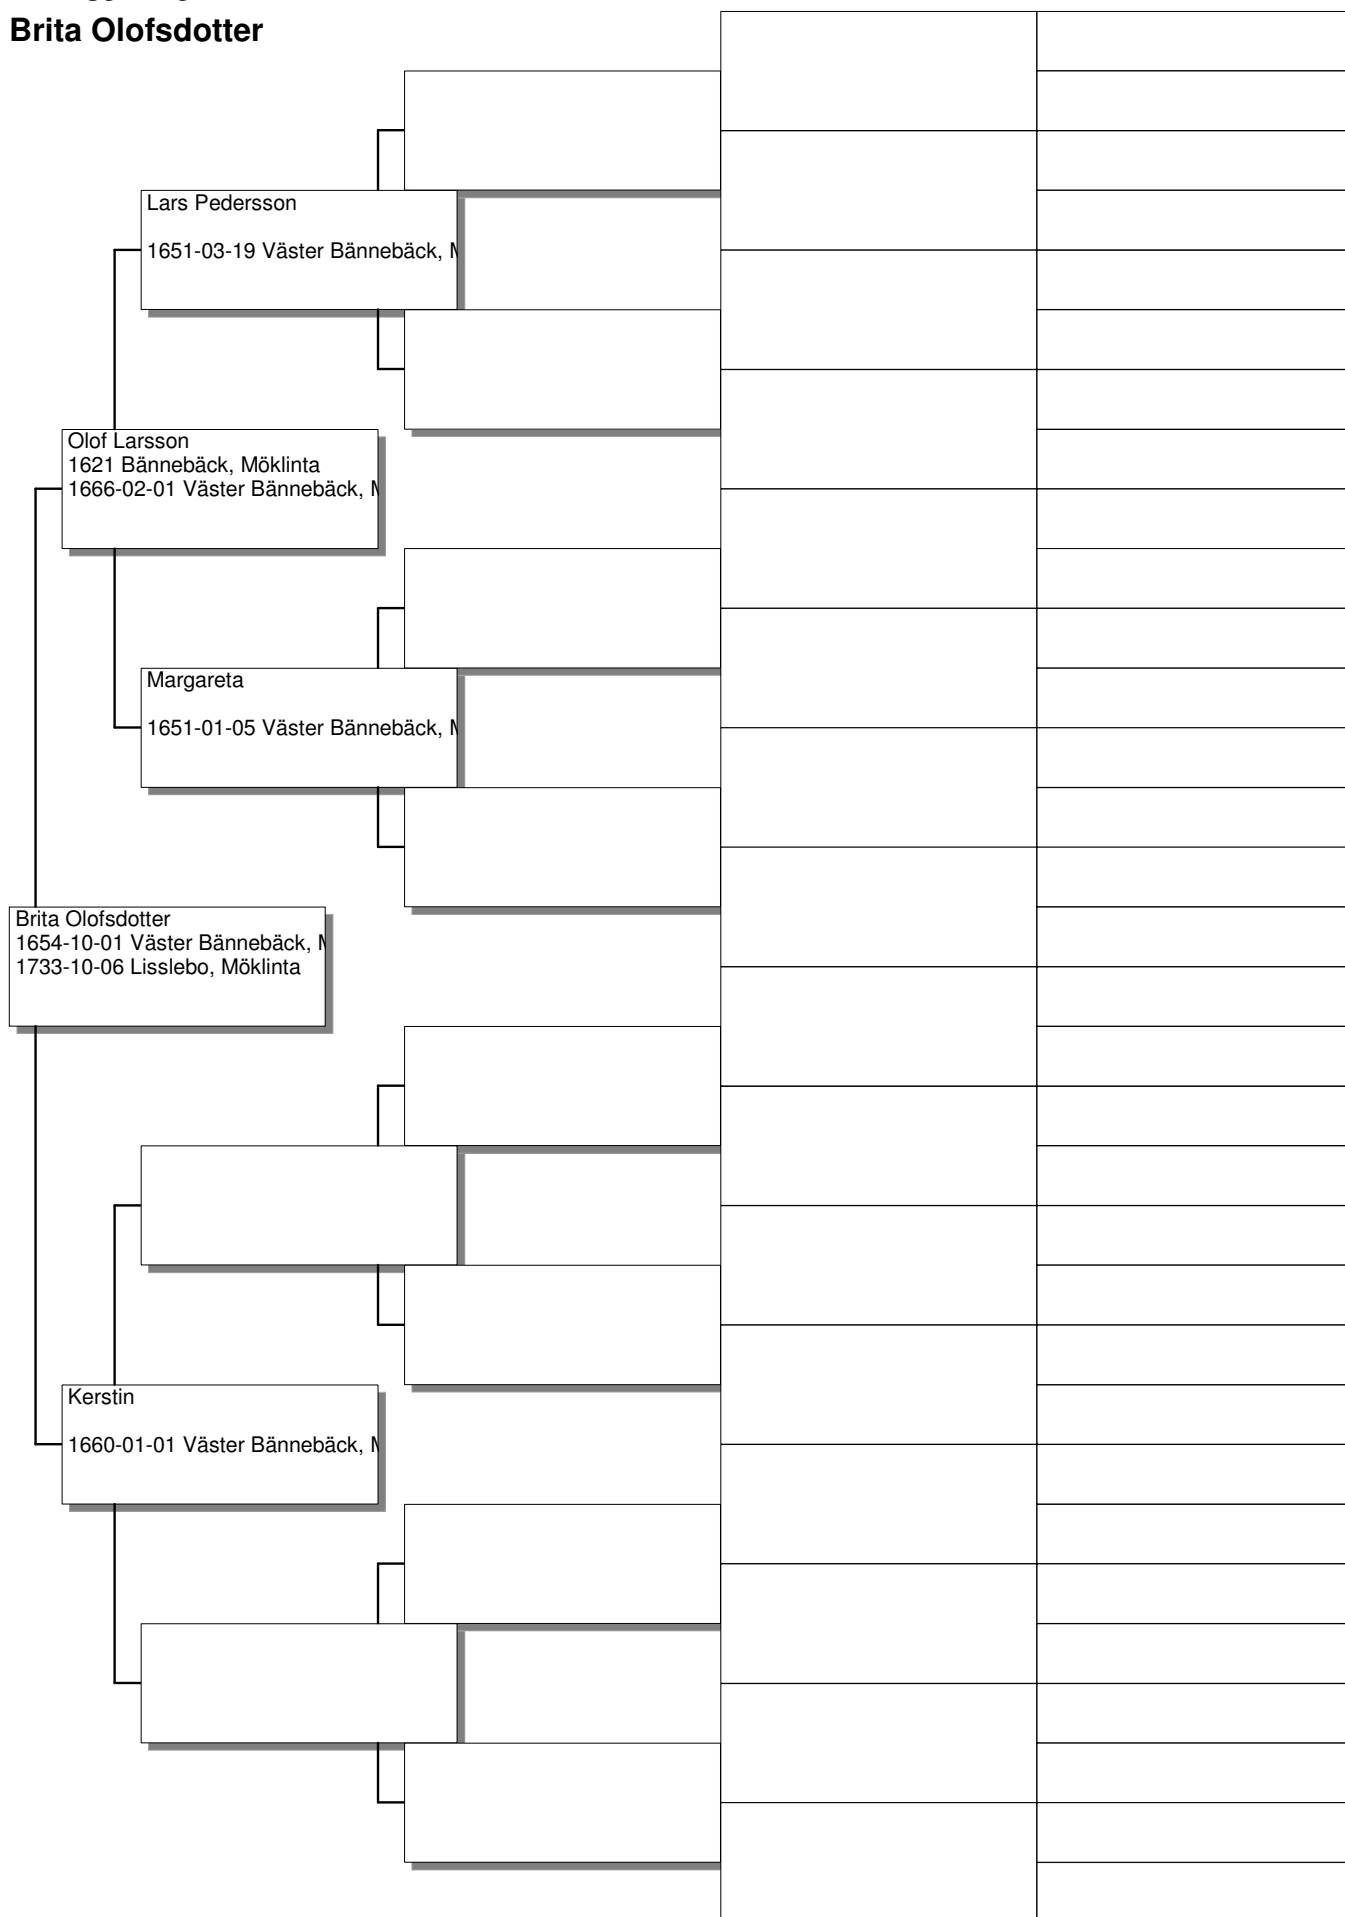 Brita Olofsdotter
Lars Pedersson
1651-03-19 Väster Bännebäck,
Olof Larsson
1621 Bännebäck, Möklinta
1666-02-01 Väster Bännebäck,
Margareta
1651-01-05 Väster Bännebäck,
Brita Olofsdotter
1654-10-01 Väster Bännebäck,
1733-10-06 Lisslebo, Möklinta
Kerstin
1660-01-01 Väster Bännebäck,